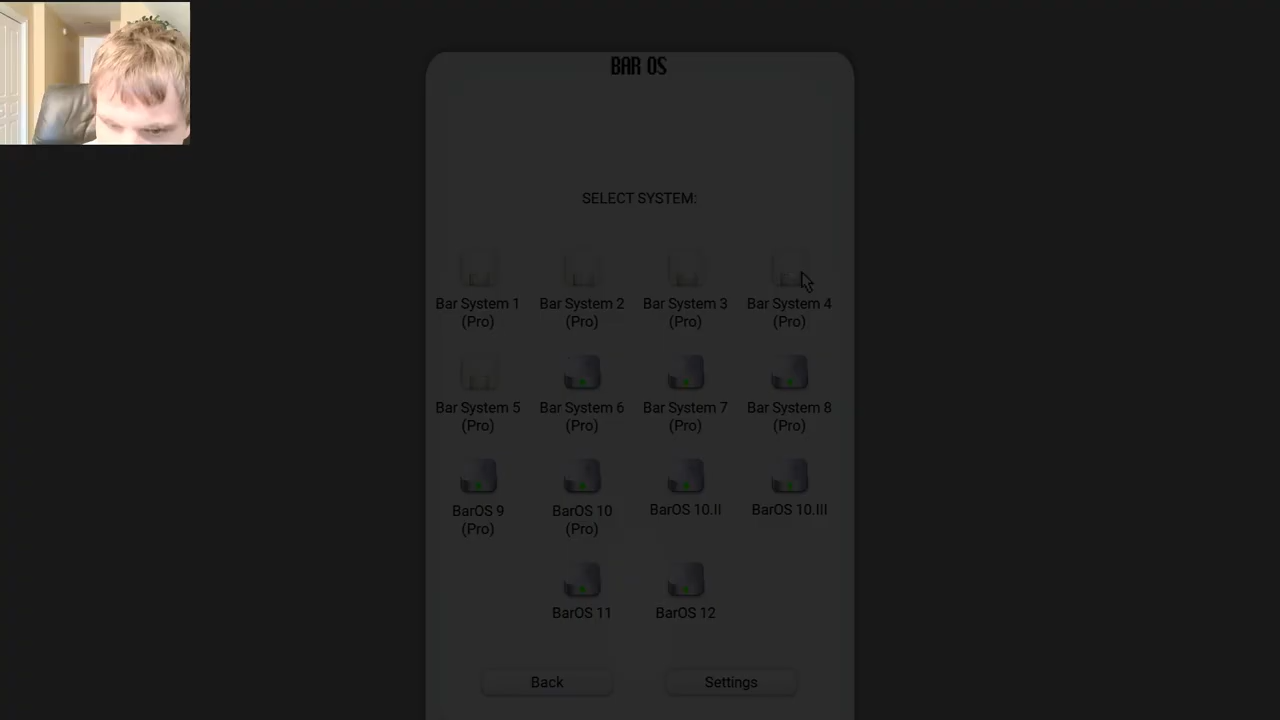 BAR OS
SELECT SYSTEM:
Bar System 1
(Pro)
Bar System 2
(Pro)
Bar System 3
(Pro)
Bar System 4
(Pro)
Bar System 5
(Pro)
Bar System 6
(Pro)
Bar System 7
(Pro)
Bar System 8
(Pro)
BarOS 9
(Pro)
BarOS 10
(Pro)
BarOS 10.II
BarOS 10.III
BarOS 11
BarOS 12
Back
Settings